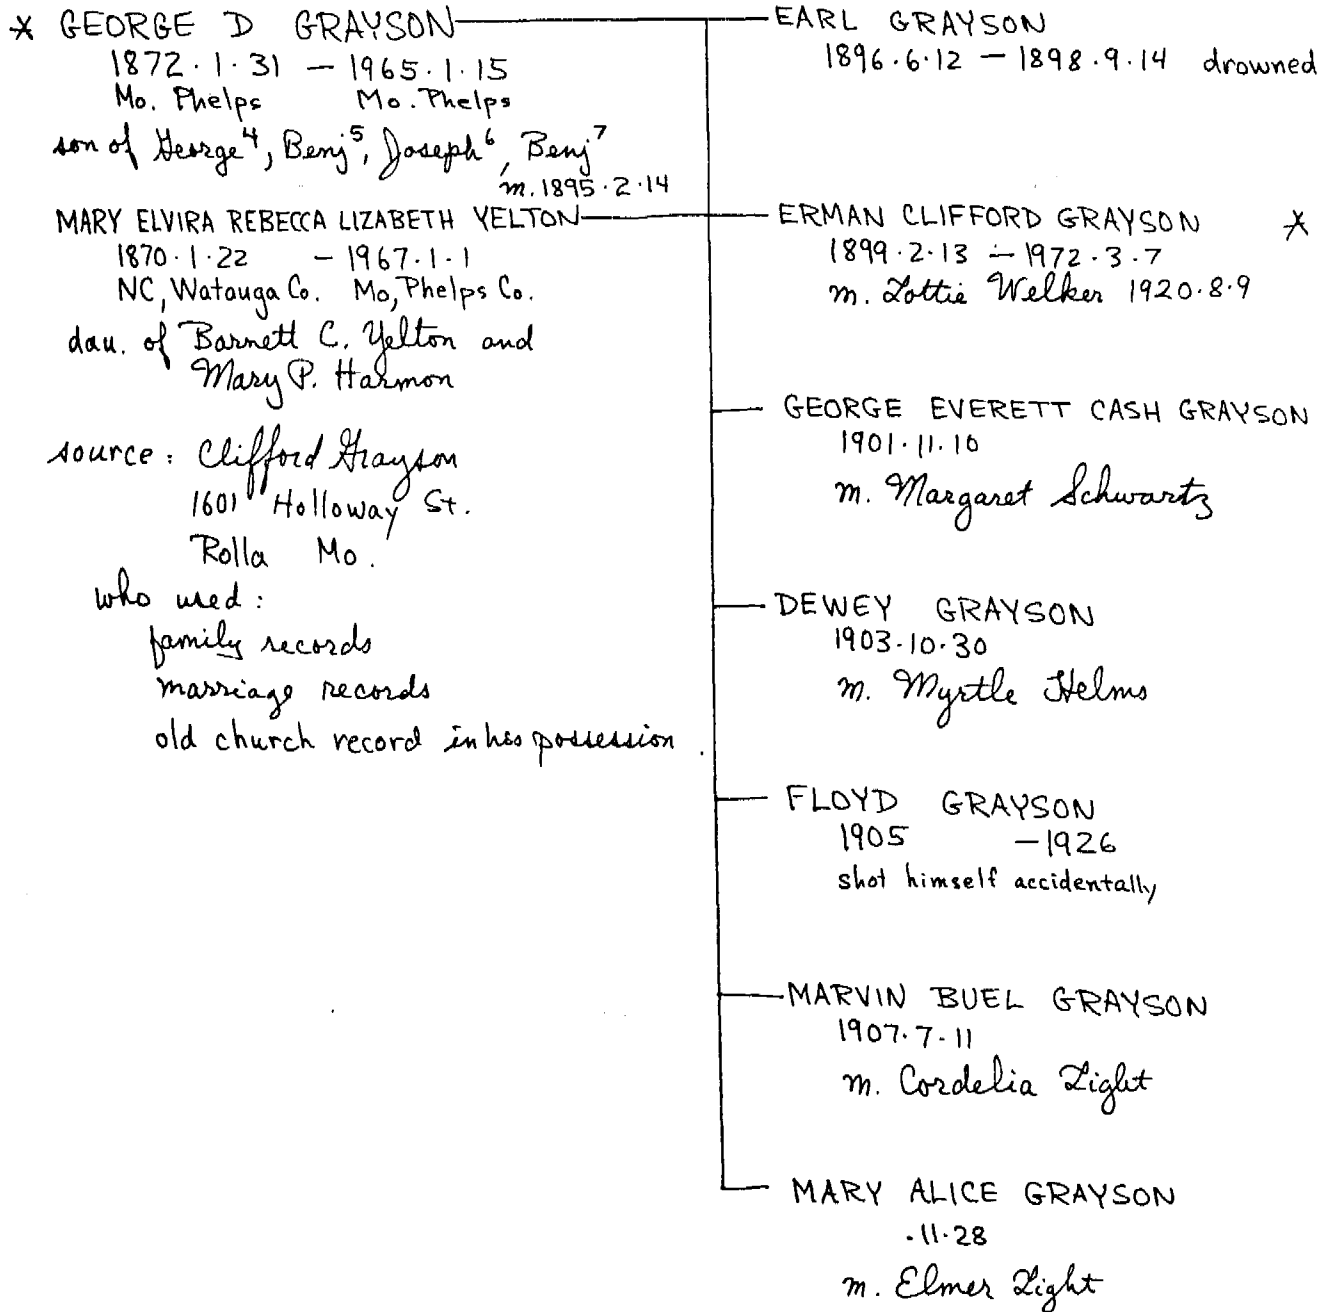 * GEORGE D GRAYSON
1872·1·31 – 1965·1·15
Mo. Phelps Mo. Phelps
son of George⁴, Benj⁵, Joseph⁶, Benj⁷
m. 1895·2·14
MARY ELVIRA REBECCA LIZABETH YELTON
1870·1·22 – 1967·1·1
NC, Watauga Co. Mo, Phelps Co.
dau. of Barnett C. Yelton and
Mary P. Harmon
source: Clifford Grayson
1601 Holloway St.
Rolla Mo.
who used:
family records
marriage records
old church record in his possession.
EARL GRAYSON
1896·6·12 – 1898·9·14 drowned
ERMAN CLIFFORD GRAYSON *
1899·2·13 – 1972·3·7
m. Lottie Welker 1920·8·9
GEORGE EVERETT CASH GRAYSON
1901·11·10
m. Margaret Schwartz
DEWEY GRAYSON
1903·10·30
m. Myrtle Helms
FLOYD GRAYSON
1905 – 1926
shot himself accidentally
MARVIN BUEL GRAYSON
1907·7·11
m. Cordelia Light
MARY ALICE GRAYSON
·11·28
m. Elmer Light